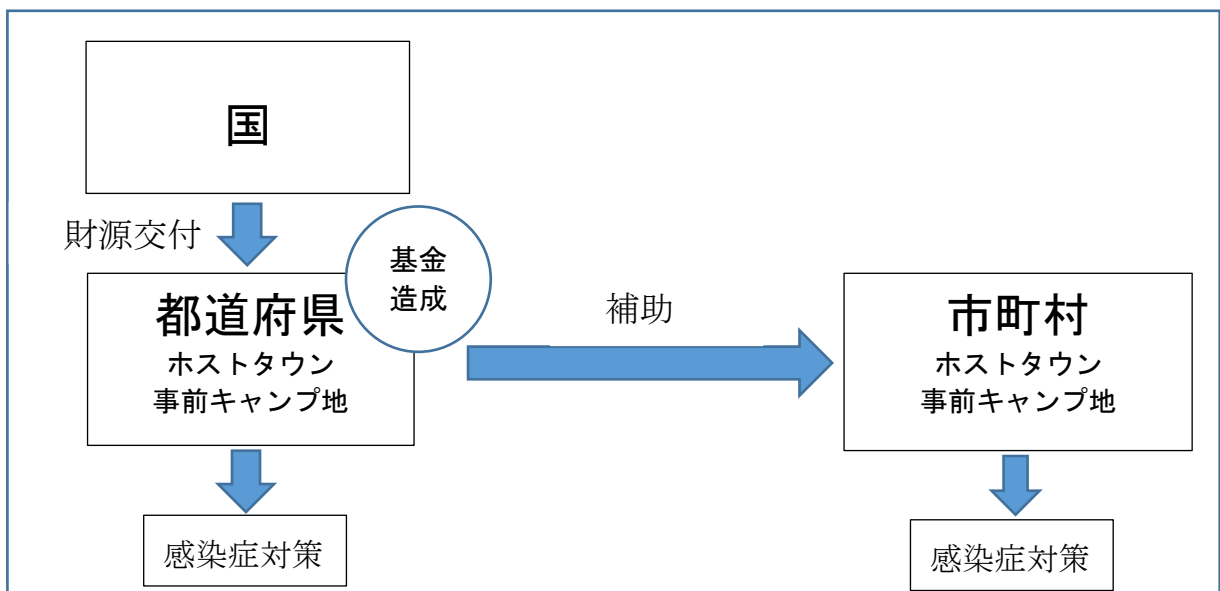 国
財源交付
基金
造成
都道府県
ホストタウン
事前キャンプ地
補助
市町村
ホストタウン
事前キャンプ地
感染症対策
感染症対策